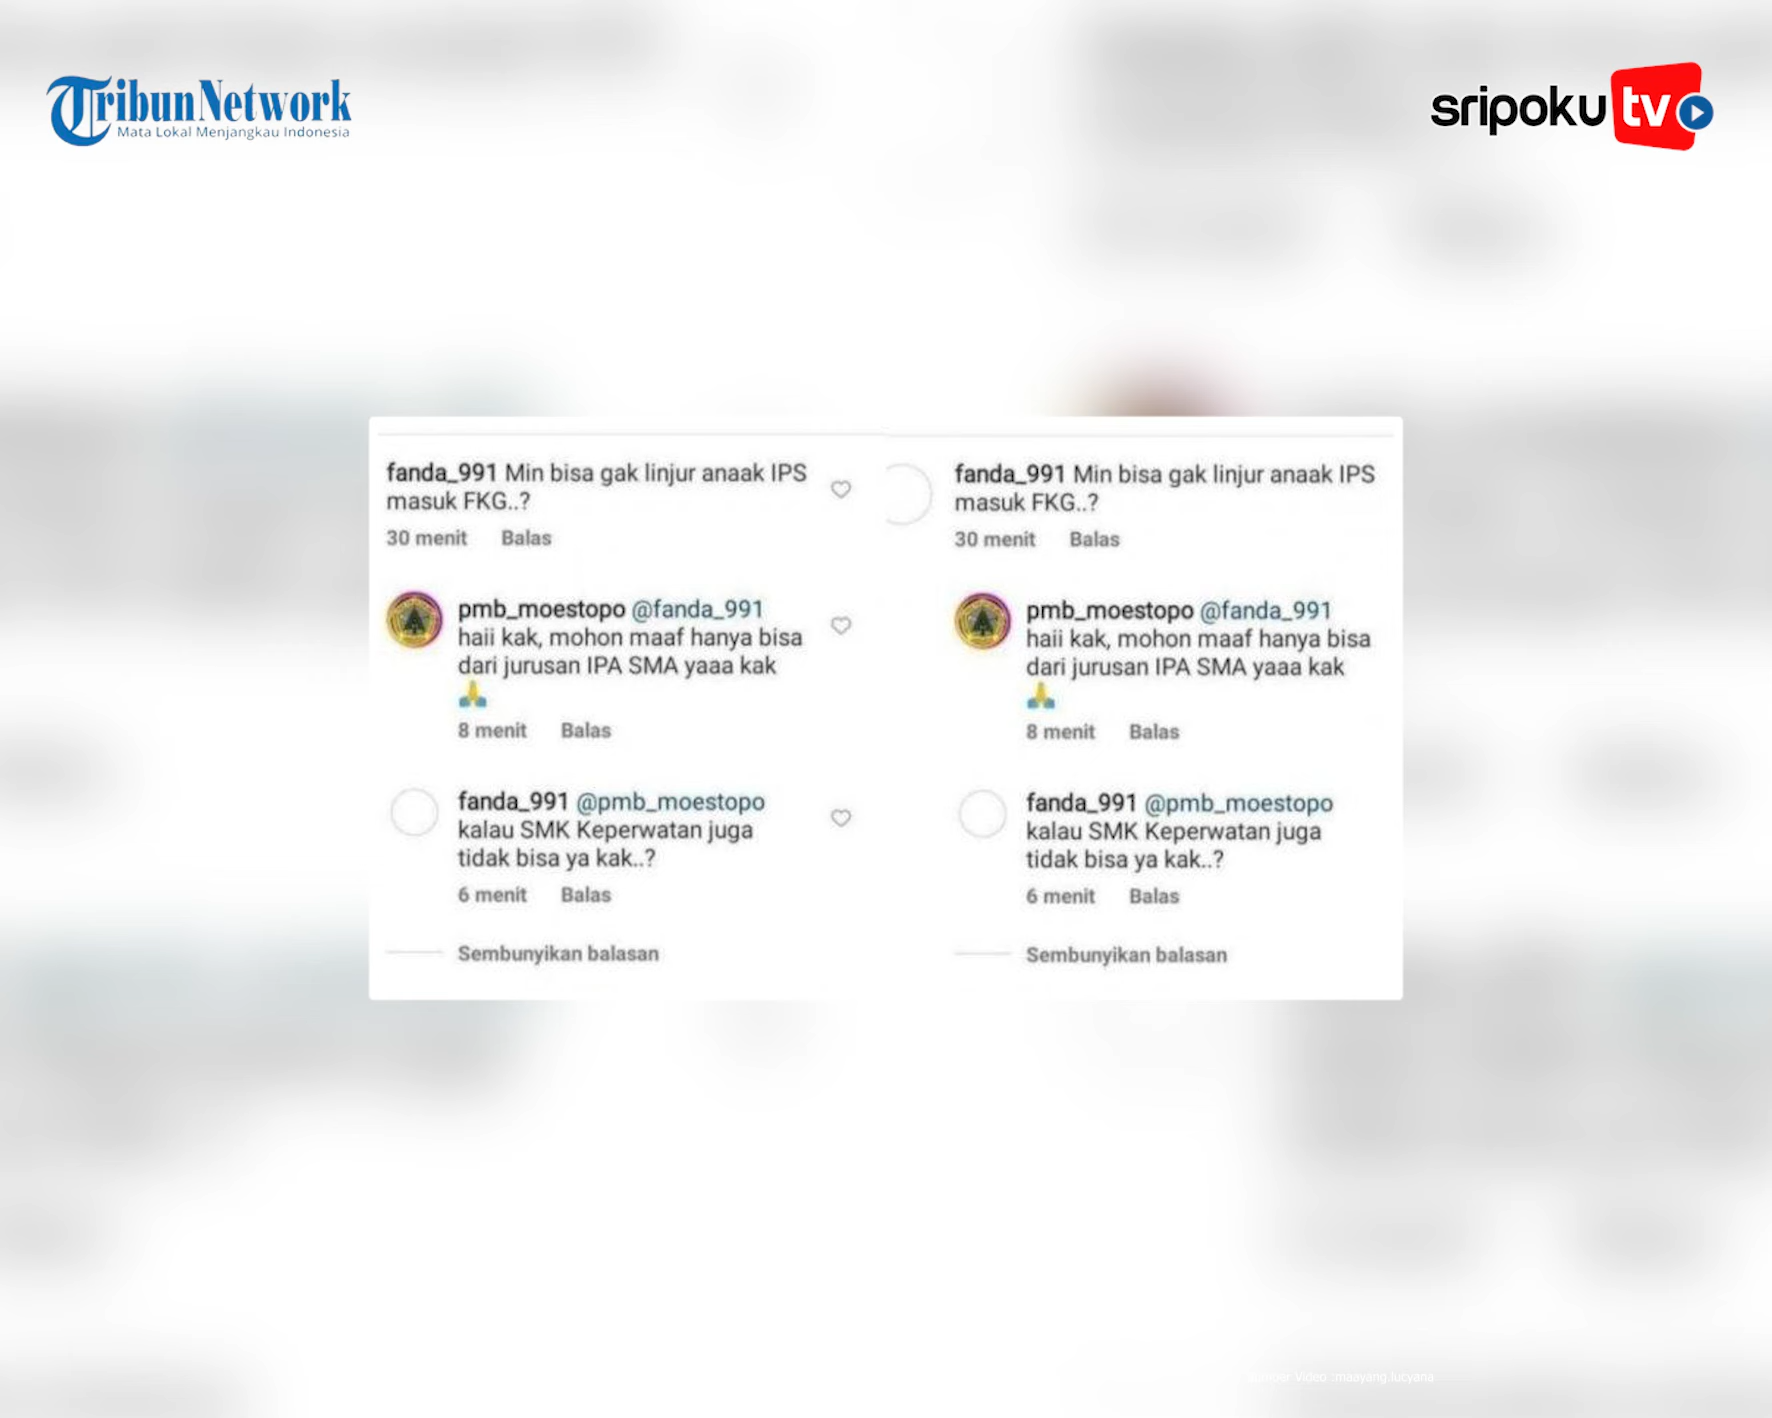 TribunNetwork
Mata Lokal Menjangkau Indonesia
sripoku tv
fanda_991 Min bisa gak linjur anaak IPS
masuk FKG..?
30 menit Balas
pmb_moestopo @fanda_991
haii kak, mohon maaf hanya bisa
dari jurusan IPA SMA yaaa kak
🙏
8 menit Balas
fanda_991 @pmb_moestopo
kalau SMK Keperwatan juga
tidak bisa ya kak..?
6 menit Balas
Sembunyikan balasan
fanda_991 Min bisa gak linjur anaak IPS
masuk FKG..?
30 menit Balas
pmb_moestopo @fanda_991
haii kak, mohon maaf hanya bisa
dari jurusan IPA SMA yaaa kak
🙏
8 menit Balas
fanda_991 @pmb_moestopo
kalau SMK Keperwatan juga
tidak bisa ya kak..?
6 menit Balas
Sembunyikan balasan
Video :maayang.lucyana